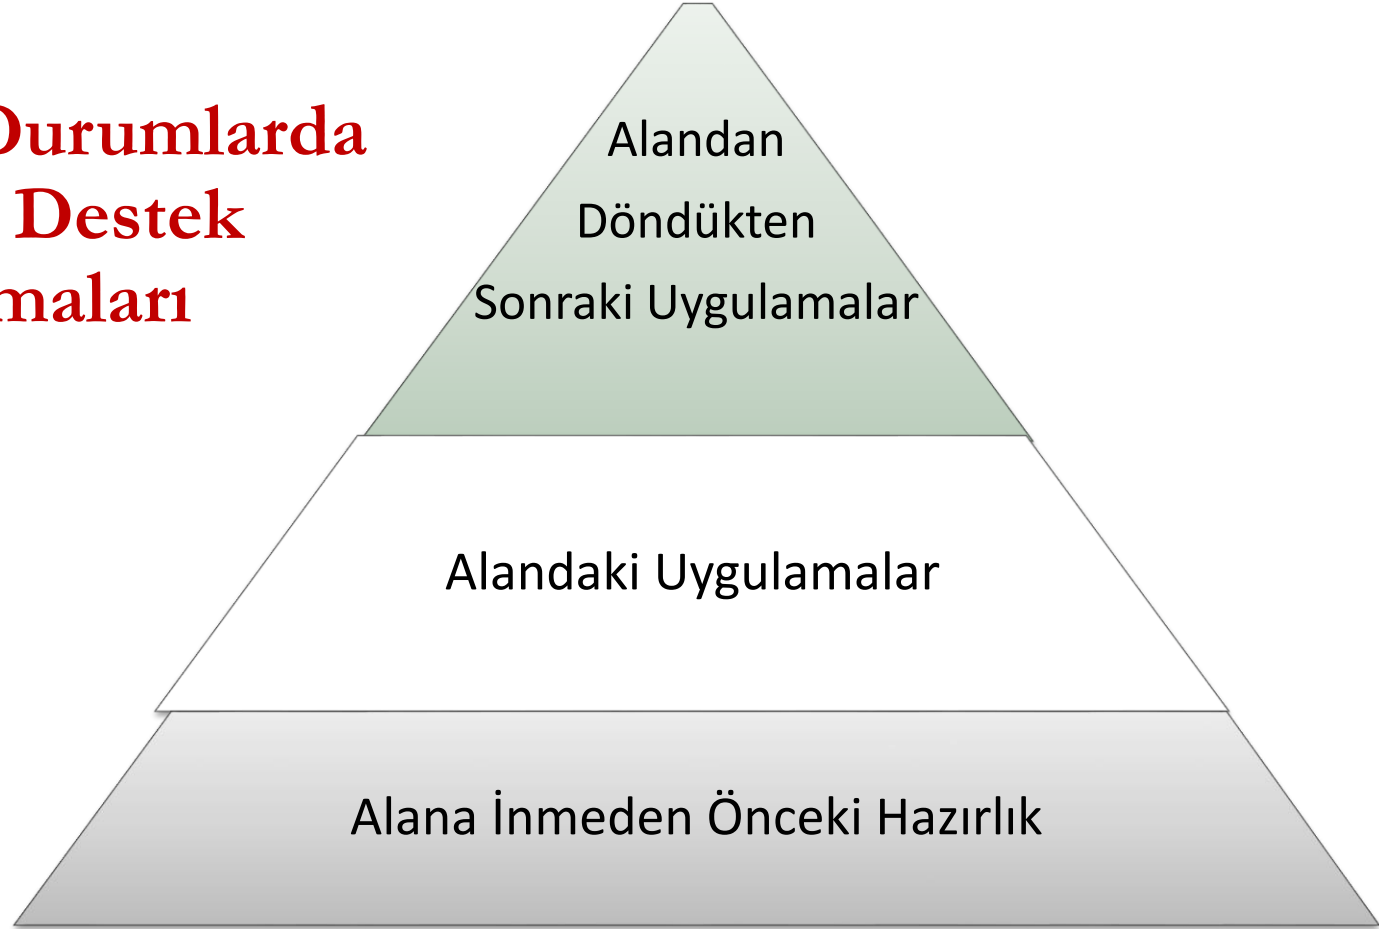 Durumlarda
Destek
maları
Alandan
Döndükten
Sonraki Uygulamalar
Alandaki Uygulamalar
Alana İnmeden Önceki Hazırlık